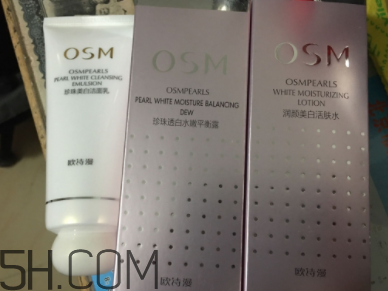 OSM
OSMPEARLS
PEARL WHITE CLEANSING
EMULSION
珍珠美白洁面乳
欧诗漫
OSM
OSMPEARLS
PEARL WHITE MOISTURE BALANCING
DEW
珍珠透白水嫩平衡露
欧诗漫
OSM
OSMPEARLS
WHITE MOISTURIZING
LOTION
润颜美白活肤水
欧诗漫
5H.COM